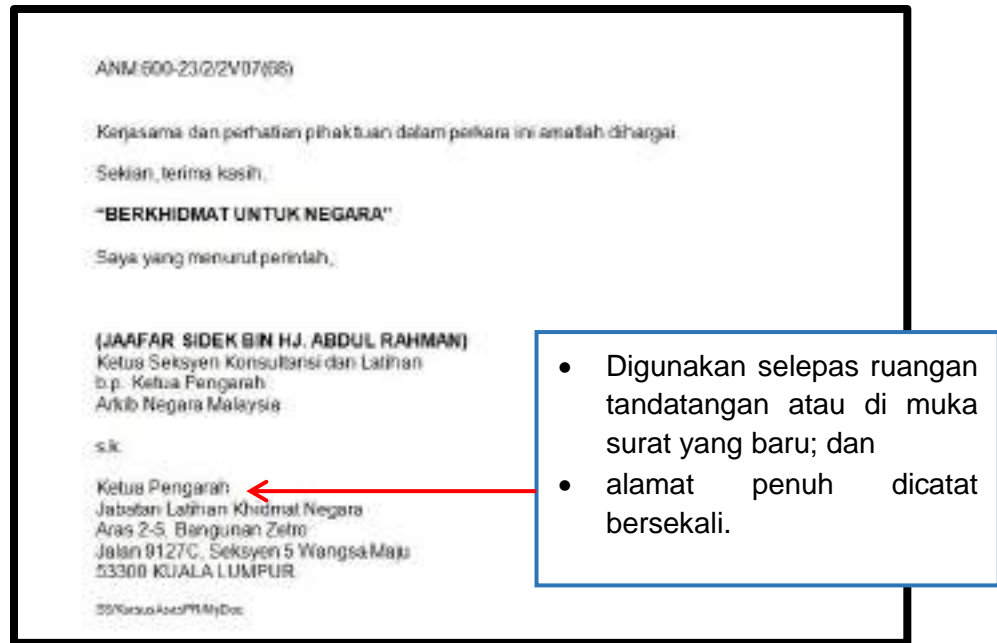 ANM.600-23/2/2V07(68)
Kerjasama dan perhatian pihak tuan dalam perkara ini amatlah dihargai.
Sekian, terima kasih.
"BERKHIDMAT UNTUK NEGARA"
Saya yang menurut perintah,
(JAAFAR SIDEK BIN HJ. ABDUL RAHMAN)
Ketua Seksyen Konsultansi dan Latihan
b.p. Ketua Pengarah
Arkib Negara Malaysia
s.k.
Ketua Pengarah
Jabatan Latihan Khidmat Negara
Aras 2-5, Bangunan Zetro
Jalan 9127C, Seksyen 5 Wangsa Maju
53300 KUALA LUMPUR
• Digunakan selepas ruangan
tandatangan atau di muka
surat yang baru; dan
• alamat penuh dicatat
bersekali.